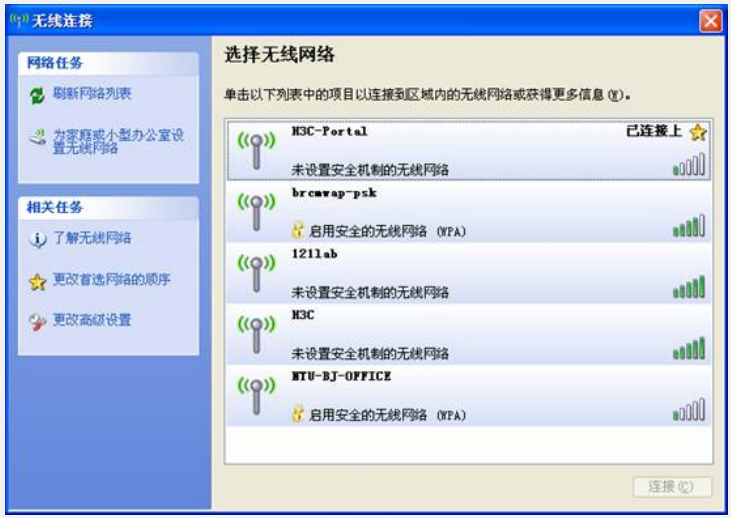 无线连接
网络任务
刷新网络列表
为家庭或小型办公室设
置无线网络
相关任务
了解无线网络
更改首选网络的顺序
更改高级设置
选择无线网络
单击以下列表中的项目以连接到区域内的无线网络或获得更多信息(W)。
H3C-Portal
已连接上
未设置安全机制的无线网络
brcmwap-psk
启用安全的无线网络 (WPA)
1211ab
未设置安全机制的无线网络
H3C
未设置安全机制的无线网络
MTU-BJ-OFFICE
启用安全的无线网络 (WPA)
连接(C)